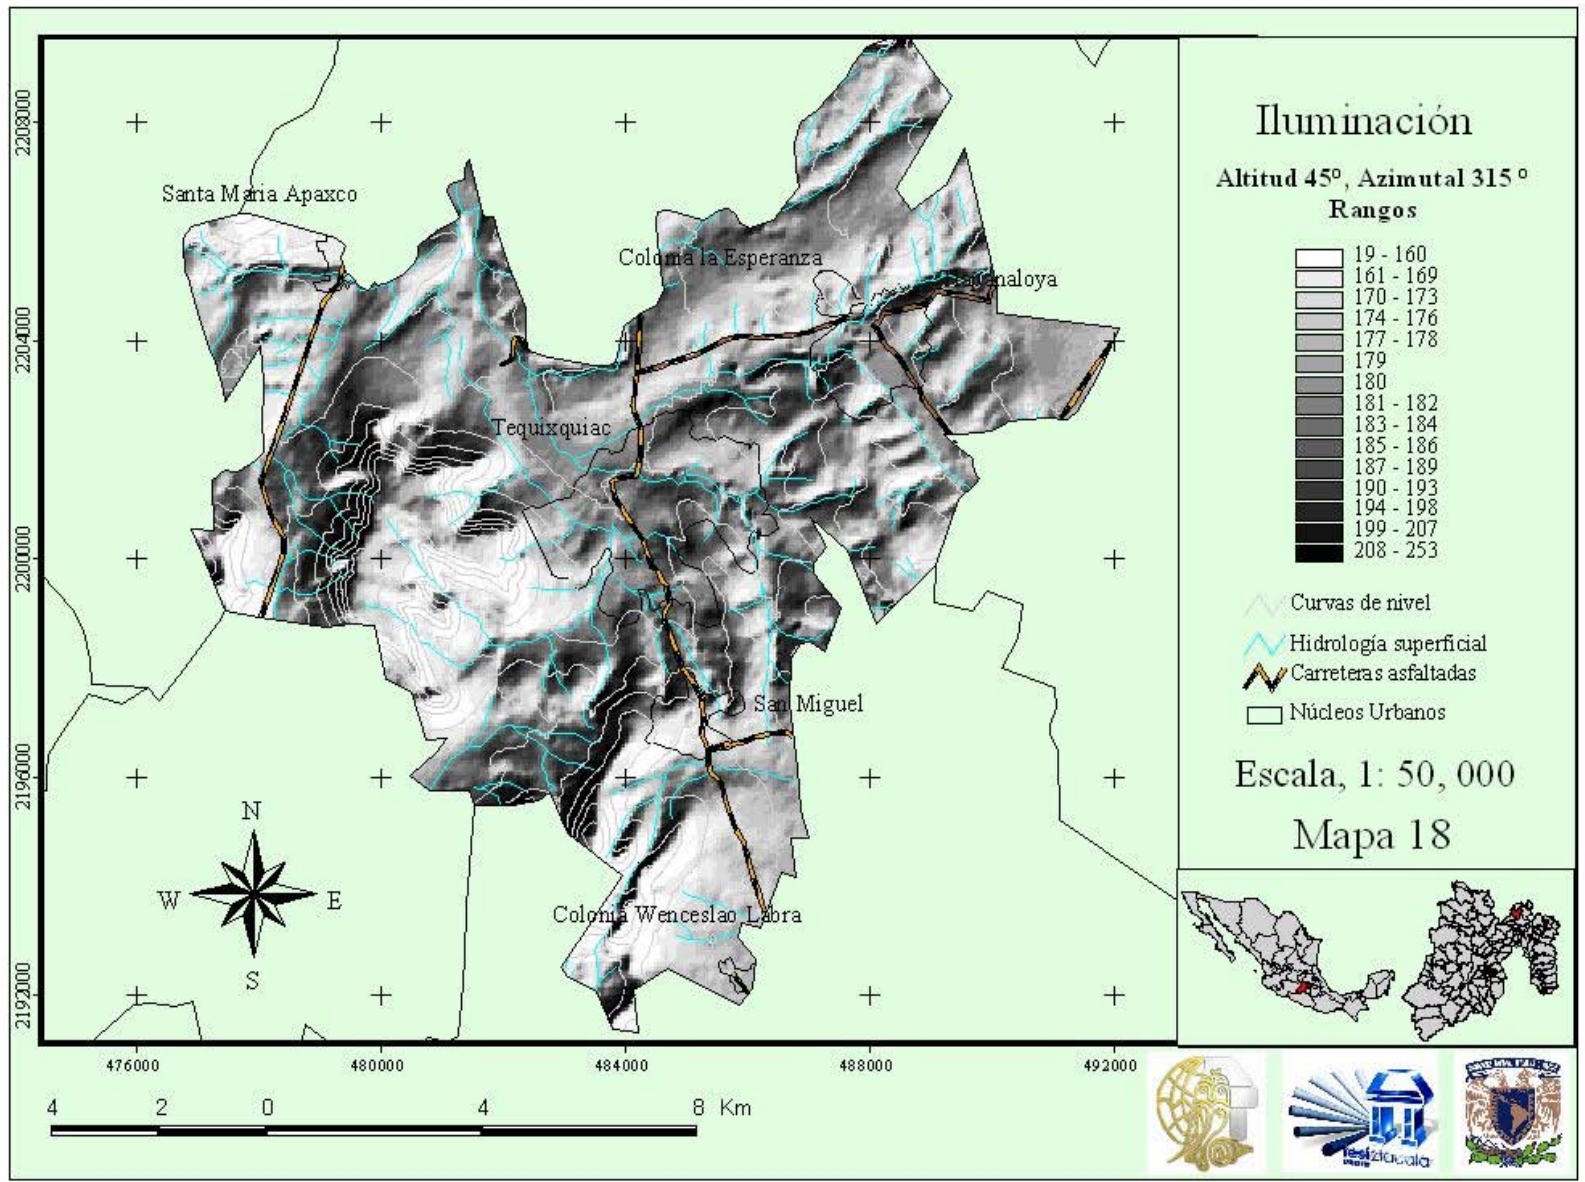 Iluminación
Altitud 45º, Azimutal 315 º
Rangos
19 - 160
161 - 169
170 - 173
174 - 176
177 - 178
179
180
181 - 182
183 - 184
185 - 186
187 - 189
190 - 193
194 - 198
199 - 207
208 - 253
Curvas de nivel
Hidrología superficial
Carreteras asfaltadas
Núcleos Urbanos
Escala, 1: 50, 000
Mapa 18
Santa Maria Apaxco
Colonia la Esperanza
Tequixquiac
San Miguel
Colonia Wenceslao Labra
N
W
E
S
2208000
2204000
2200000
2196000
2192000
476000
480000
484000
488000
492000
4 2 0 4 8 Km